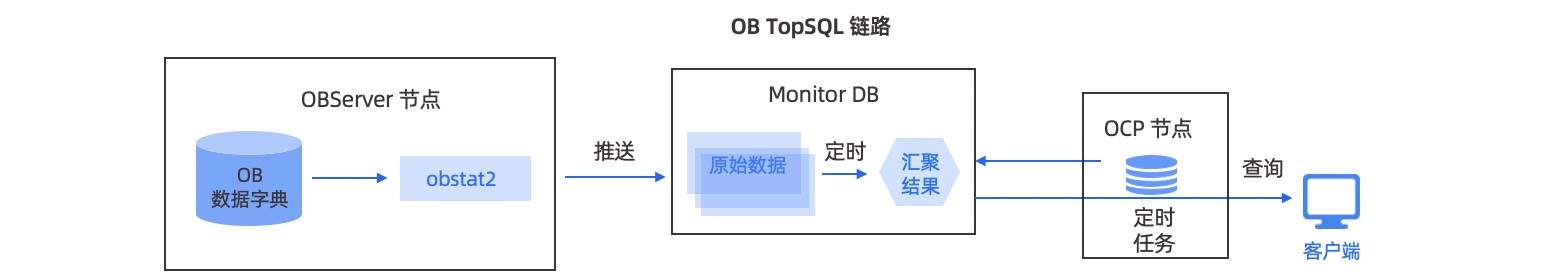 OB TopSQL 链路
OBServer 节点
OB
数据字典
obstat2
推送
Monitor DB
原始数据
定时
汇聚
结果
OCP 节点
定时
任务
查询
客户端